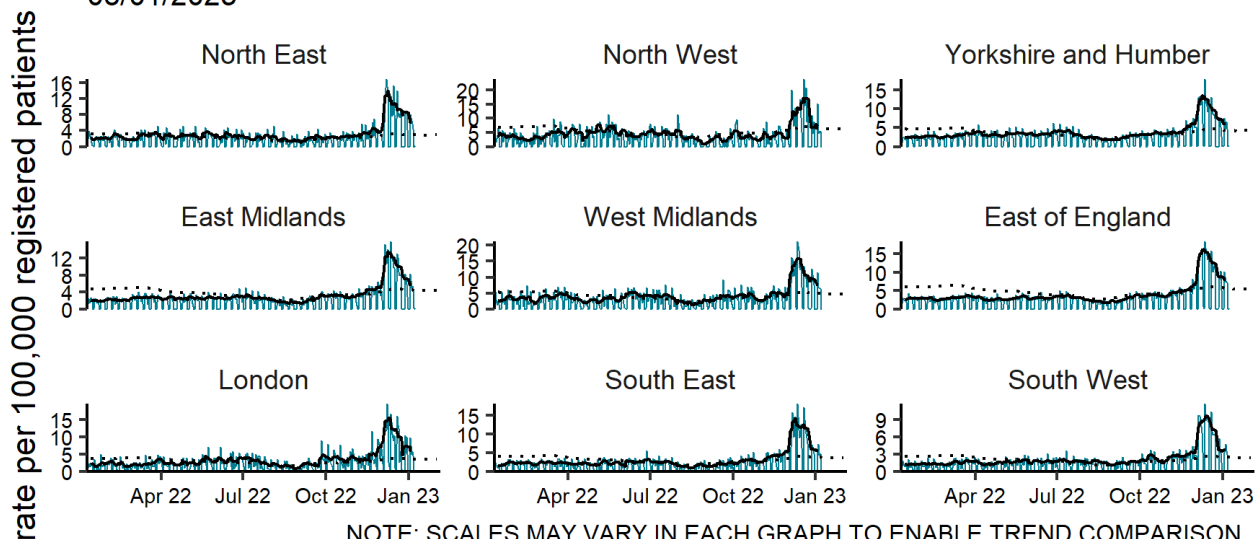 rate per 100,000 registered patients
North East
North West
Yorkshire and Humber
16
12
8
4
0
20
15
10
5
0
15
10
5
0
East Midlands
West Midlands
East of England
12
8
4
0
20
15
10
5
0
15
10
5
0
London
South East
South West
15
10
5
0
15
10
5
0
9
6
3
0
Apr 22 Jul 22 Oct 22 Jan 23
Apr 22 Jul 22 Oct 22 Jan 23
Apr 22 Jul 22 Oct 22 Jan 23
NOTE: SCALES MAY VARY IN EACH GRAPH TO ENABLE TREND COMPARISON